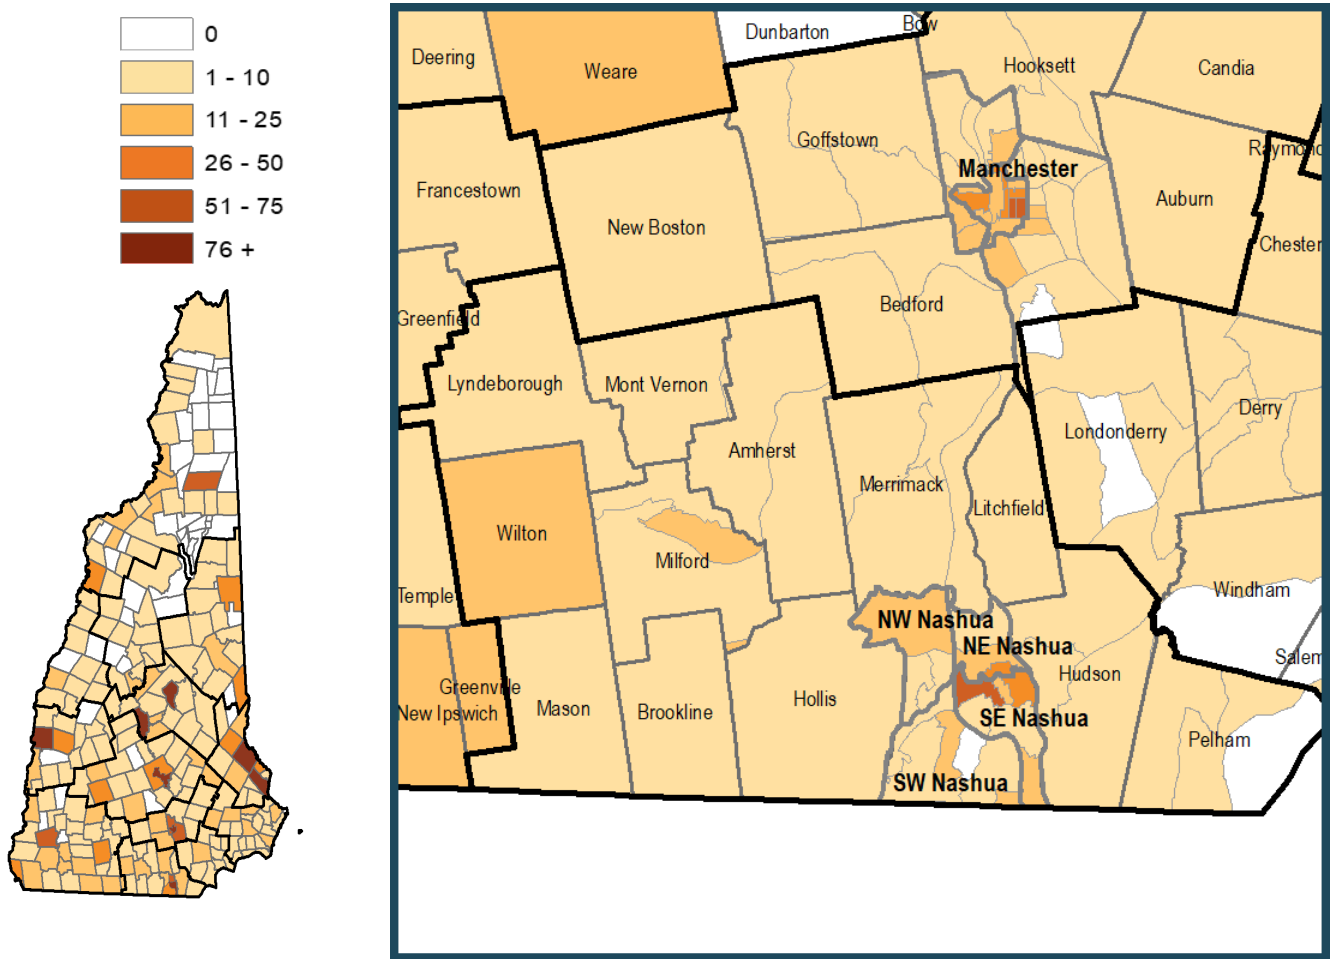 0
1 - 10
11 - 25
26 - 50
51 - 75
76 +
Bow
Dunbarton
Deering
Weare
Hooksett
Candia
Goffstown
Raymond
Manchester
Francestown
Auburn
New Boston
Chester
Bedford
Greenfield
Lyndeborough
Mont Vernon
Derry
Londonderry
Amherst
Merrimack
Litchfield
Wilton
Milford
Windham
Temple
NW Nashua
NE Nashua
Salem
Hudson
Greenville
Hollis
New Ipswich
Mason
Brookline
SE Nashua
Pelham
SW Nashua